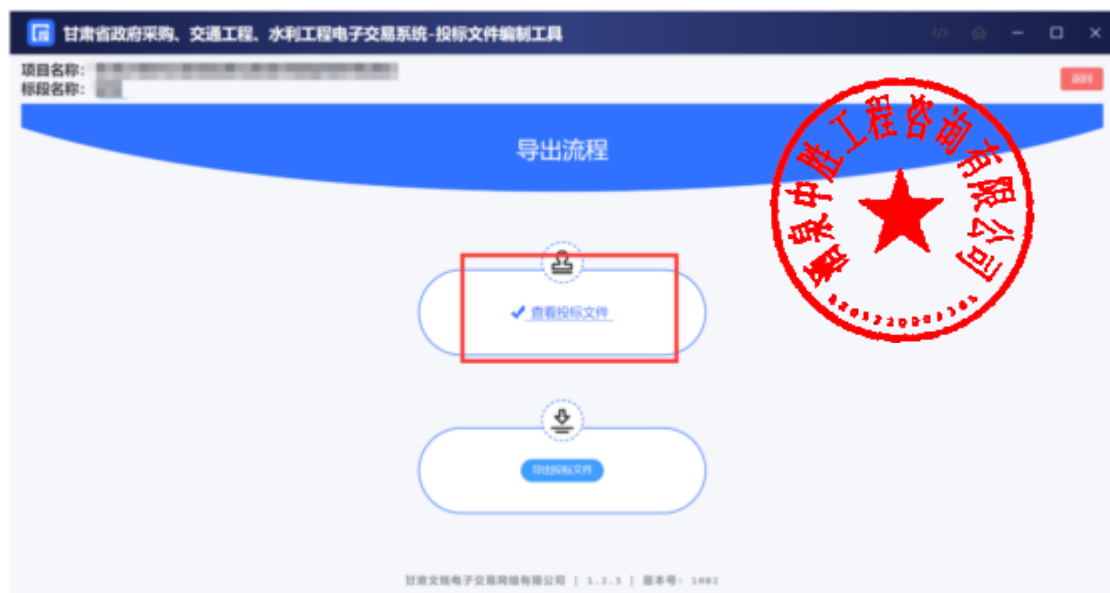 甘肃省政府采购、交通工程、水利工程电子交易系统-投标文件编制工具
项目名称：
标段名称：
返回
导出流程
酒泉中胜工程咨询有限公司
查看投标文件
导出投标文件
甘肃文锐电子交易网络有限公司 | 1.2.3 | 版本号: 1002